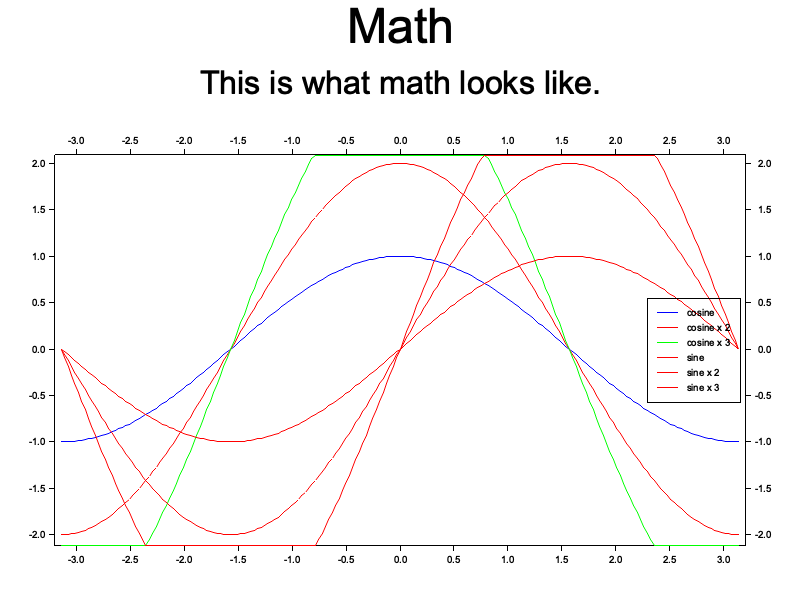 Math
This is what math looks like.
-3.0 -2.5 -2.0 -1.5 -1.0 -0.5 0.0 0.5 1.0 1.5 2.0 2.5 3.0
2.0 2.0
1.5 1.5
1.0 1.0
0.5 0.5
cosine
cosine x 2
cosine x 3
0.0 0.0
sine
sine x 2
sine x 3
-0.5 -0.5
-1.0 -1.0
-1.5 -1.5
-2.0 -2.0
-3.0 -2.5 -2.0 -1.5 -1.0 -0.5 0.0 0.5 1.0 1.5 2.0 2.5 3.0